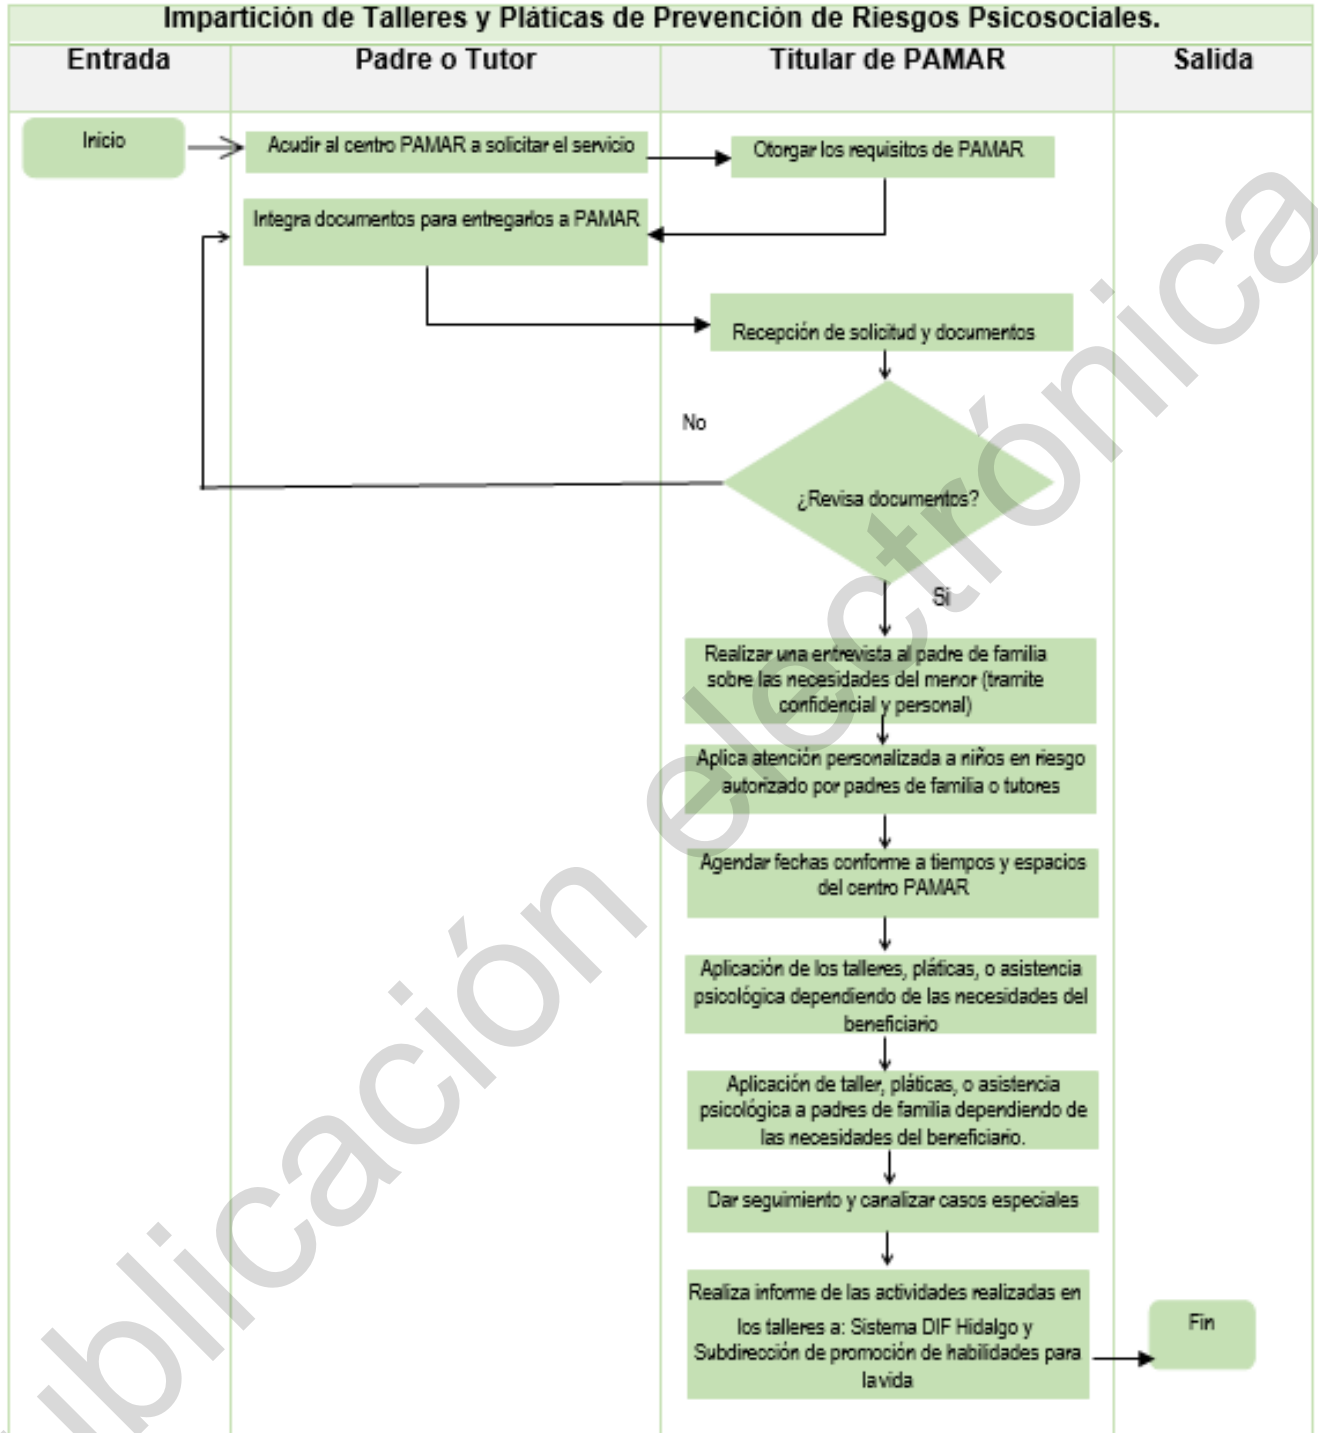 Impartición de Talleres y Pláticas de Prevención de Riesgos Psicosociales.
Entrada
Padre o Tutor
Titular de PAMAR
Salida
Inicio
Acudir al centro PAMAR a solicitar el servicio
Otorgar los requisitos de PAMAR
Integra documentos para entregarlos a PAMAR
Recepción de solicitud y documentos
No
¿Revisa documentos?
Si
Realizar una entrevista al padre de familia
sobre las necesidades del menor (tramite
confidencial y personal)
Aplica atención personalizada a niños en riesgo
autorizado por padres de familia o tutores
Agendar fechas conforme a tiempos y espacios
del centro PAMAR
Aplicación de los talleres, pláticas, o asistencia
psicológica dependiendo de las necesidades del
beneficiario
Aplicación de taller, pláticas, o asistencia
psicológica a padres de familia dependiendo de
las necesidades del beneficiario.
Dar seguimiento y canalizar casos especiales
Realiza informe de las actividades realizadas en
los talleres a: Sistema DIF Hidalgo y
Subdirección de promoción de habilidades para
la vida
Fin
ublicación electrónica